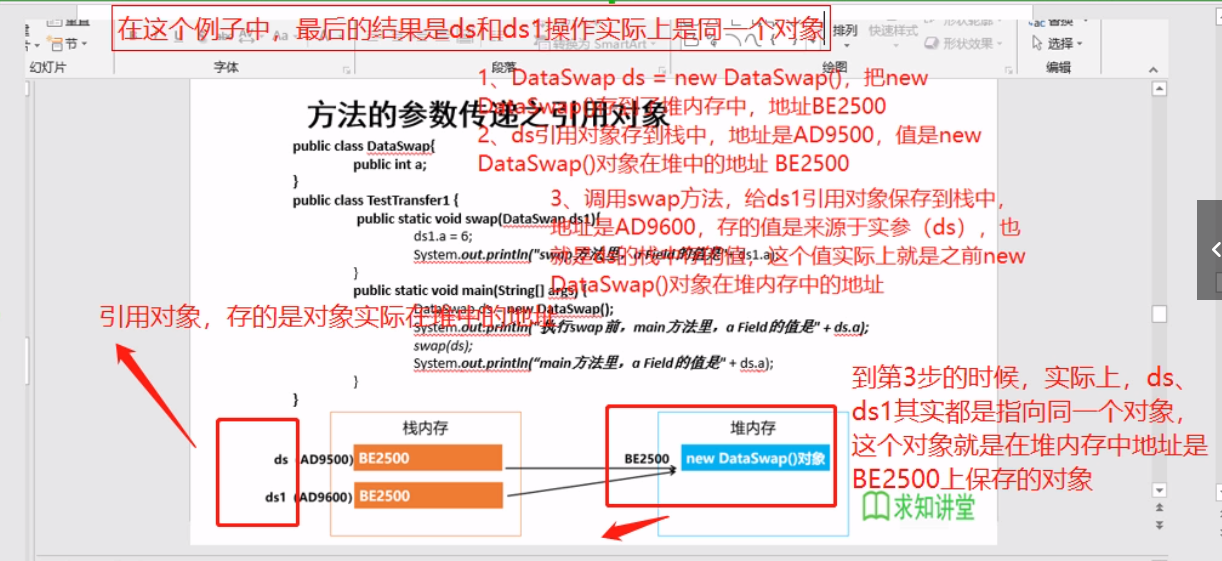 在这个例子中，最后的结果是ds和ds1操作实际上是同一个对象
重置
节
排列
快速样式
形状轮廓
形状效果
替换
选择
转换为 SmartArt
幻灯片
字体
段落
绘图
编辑
1、DataSwap ds = new DataSwap()，把new
DataSwap()存到了堆内存中，地址BE2500
2、ds引用对象存到栈中，地址是AD9500，值是new
DataSwap()对象在堆中的地址 BE2500
3、调用swap方法，给ds1引用对象保存到栈中，
地址是AD9600，存的值是来源于实参（ds），也
就是ds的栈中存的值，这个值实际上就是之前new
DataSwap()对象在堆内存中的地址
方法的参数传递之引用对象
public class DataSwap{
public int a;
}
public class TestTransfer1 {
public static void swap(DataSwap ds1){
ds1.a = 6;
System.out.println("swap方法里，a Field的值是"+ ds1.a);
}
public static void main(String[] args) {
DataSwap ds = new DataSwap();
System.out.println("执行swap前，main方法里，a Field的值是" + ds.a);
swap(ds);
System.out.println(“main方法里，a Field的值是" + ds.a);
}
}
引用对象，存的是对象实际在堆中的地址
到第3步的时候，实际上，ds、
ds1其实都是指向同一个对象，
这个对象就是在堆内存中地址是
BE2500上保存的对象
栈内存
堆内存
ds (AD9500) BE2500
BE2500 new DataSwap()对象
ds1 (AD9600) BE2500
求知讲堂